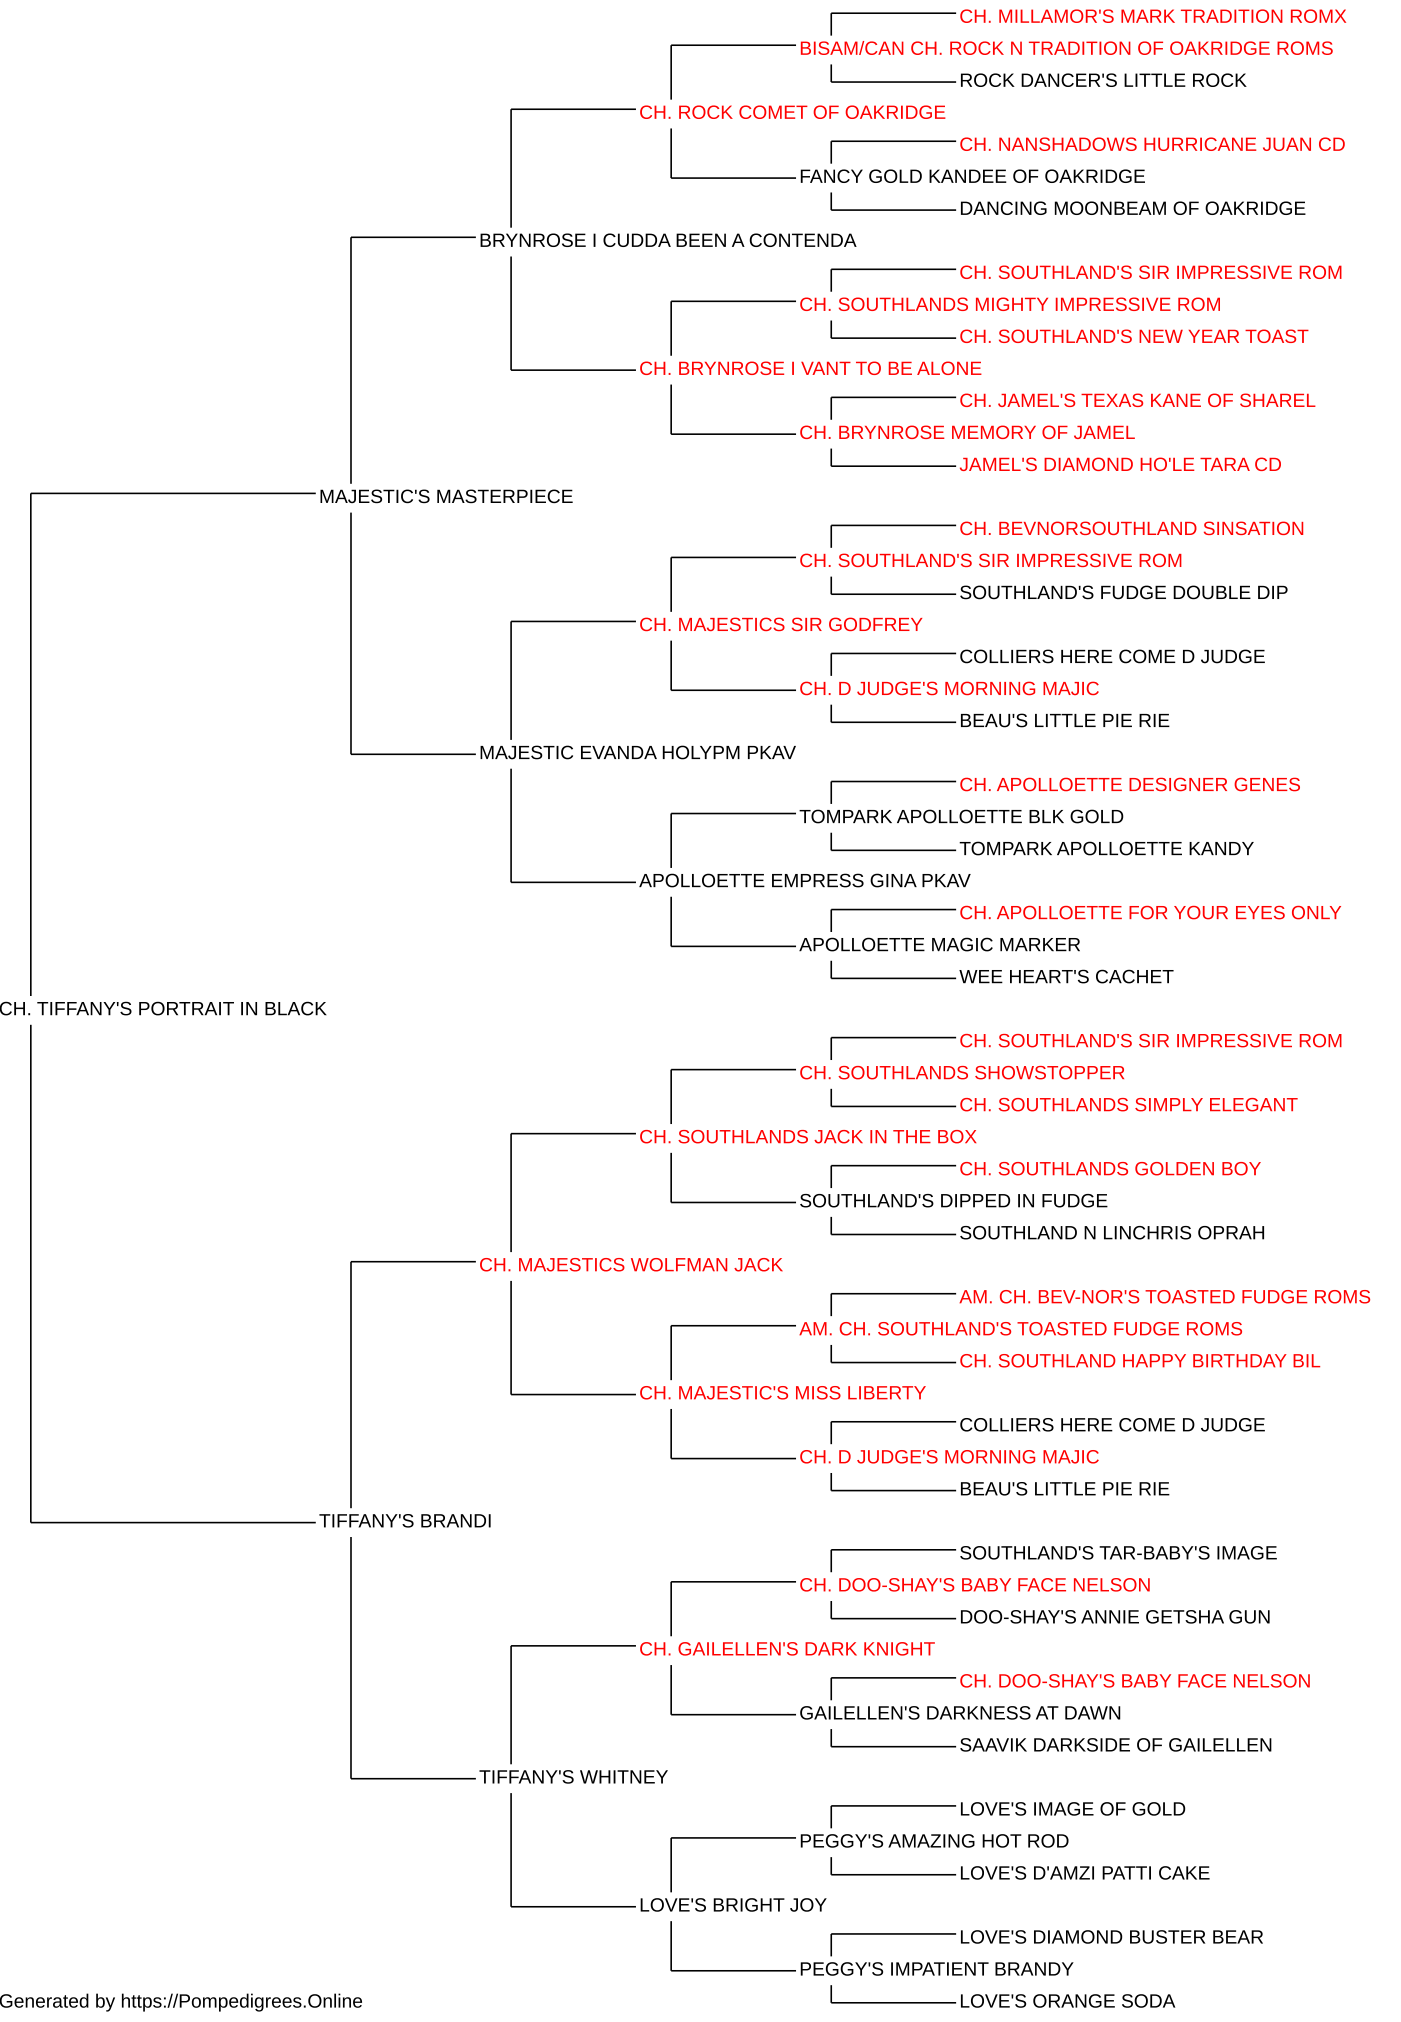 CH. MILLAMOR'S MARK TRADITION ROMX
BISAM/CAN CH. ROCK N TRADITION OF OAKRIDGE ROMS
ROCK DANCER'S LITTLE ROCK
CH. ROCK COMET OF OAKRIDGE
CH. NANSHADOWS HURRICANE JUAN CD
FANCY GOLD KANDEE OF OAKRIDGE
DANCING MOONBEAM OF OAKRIDGE
BRYNROSE I CUDDA BEEN A CONTENDA
CH. SOUTHLAND'S SIR IMPRESSIVE ROM
CH. SOUTHLANDS MIGHTY IMPRESSIVE ROM
CH. SOUTHLAND'S NEW YEAR TOAST
CH. BRYNROSE I VANT TO BE ALONE
CH. JAMEL'S TEXAS KANE OF SHAREL
CH. BRYNROSE MEMORY OF JAMEL
JAMEL'S DIAMOND HO'LE TARA CD
MAJESTIC'S MASTERPIECE
CH. BEVNORSOUTHLAND SINSATION
CH. SOUTHLAND'S SIR IMPRESSIVE ROM
SOUTHLAND'S FUDGE DOUBLE DIP
CH. MAJESTICS SIR GODFREY
COLLIERS HERE COME D JUDGE
CH. D JUDGE'S MORNING MAJIC
BEAU'S LITTLE PIE RIE
MAJESTIC EVANDA HOLYPM PKAV
CH. APOLLOETTE DESIGNER GENES
TOMPARK APOLLOETTE BLK GOLD
TOMPARK APOLLOETTE KANDY
APOLLOETTE EMPRESS GINA PKAV
CH. APOLLOETTE FOR YOUR EYES ONLY
APOLLOETTE MAGIC MARKER
WEE HEART'S CACHET
CH. TIFFANY'S PORTRAIT IN BLACK
CH. SOUTHLAND'S SIR IMPRESSIVE ROM
CH. SOUTHLANDS SHOWSTOPPER
CH. SOUTHLANDS SIMPLY ELEGANT
CH. SOUTHLANDS JACK IN THE BOX
CH. SOUTHLANDS GOLDEN BOY
SOUTHLAND'S DIPPED IN FUDGE
SOUTHLAND N LINCHRIS OPRAH
CH. MAJESTICS WOLFMAN JACK
AM. CH. BEV-NOR'S TOASTED FUDGE ROMS
AM. CH. SOUTHLAND'S TOASTED FUDGE ROMS
CH. SOUTHLAND HAPPY BIRTHDAY BIL
CH. MAJESTIC'S MISS LIBERTY
COLLIERS HERE COME D JUDGE
CH. D JUDGE'S MORNING MAJIC
BEAU'S LITTLE PIE RIE
TIFFANY'S BRANDI
SOUTHLAND'S TAR-BABY'S IMAGE
CH. DOO-SHAY'S BABY FACE NELSON
DOO-SHAY'S ANNIE GETSHA GUN
CH. GAILELLEN'S DARK KNIGHT
CH. DOO-SHAY'S BABY FACE NELSON
GAILELLEN'S DARKNESS AT DAWN
SAAVIK DARKSIDE OF GAILELLEN
TIFFANY'S WHITNEY
LOVE'S IMAGE OF GOLD
PEGGY'S AMAZING HOT ROD
LOVE'S D'AMZI PATTI CAKE
LOVE'S BRIGHT JOY
LOVE'S DIAMOND BUSTER BEAR
PEGGY'S IMPATIENT BRANDY
LOVE'S ORANGE SODA
Generated by https://Pompedigrees.Online